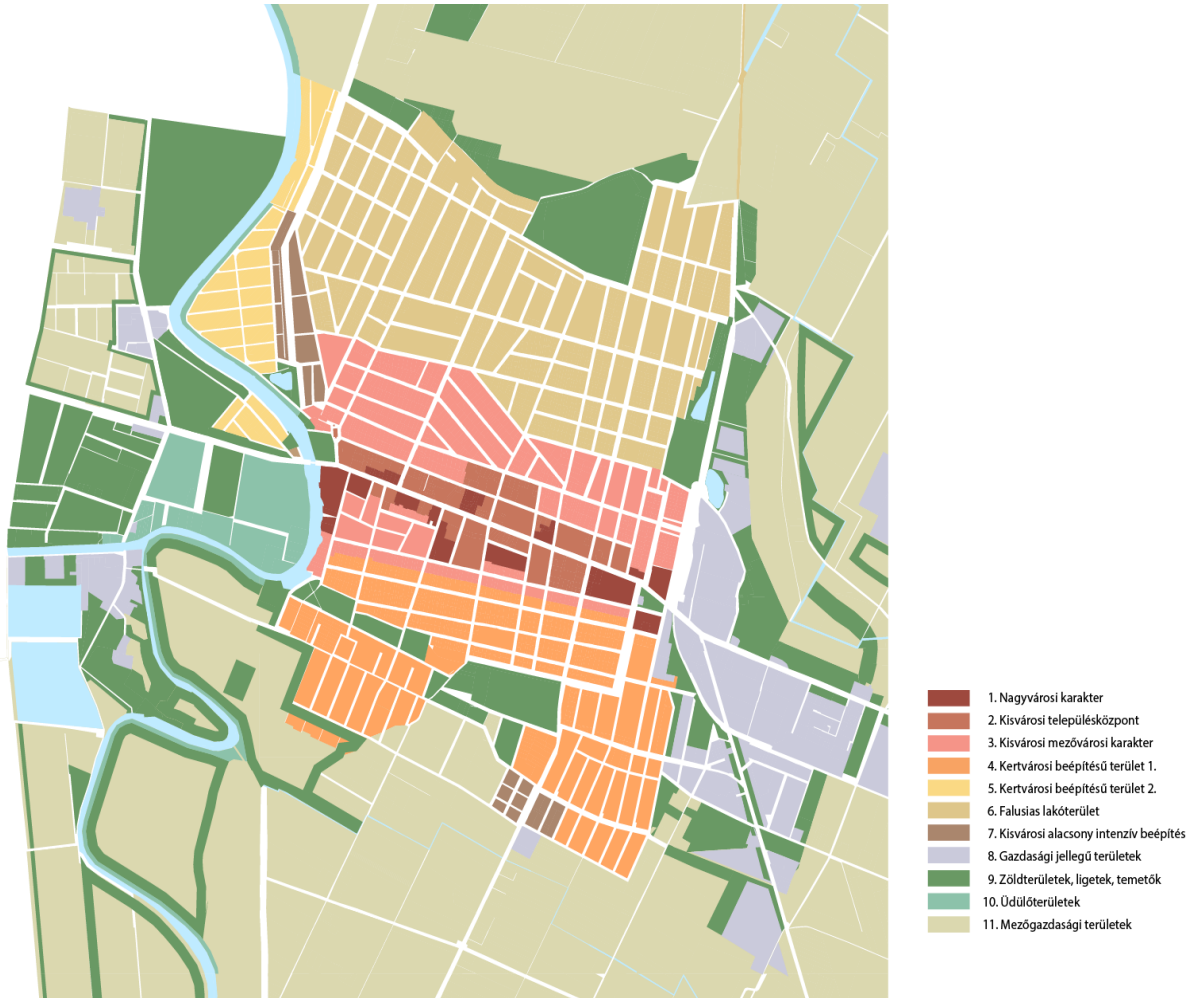 1. Nagyvárosi karakter
2. Kisvárosi településközpont
3. Kisvárosi mezővárosi karakter
4. Kertvárosi beépítésű terület 1.
5. Kertvárosi beépítésű terület 2.
6. Falusias lakóterület
7. Kisvárosi alacsony intenzív beépítés
8. Gazdasági jellegű területek
9. Zöldterületek, ligetek, temetők
10. Üdülőterületek
11. Mezőgazdasági területek